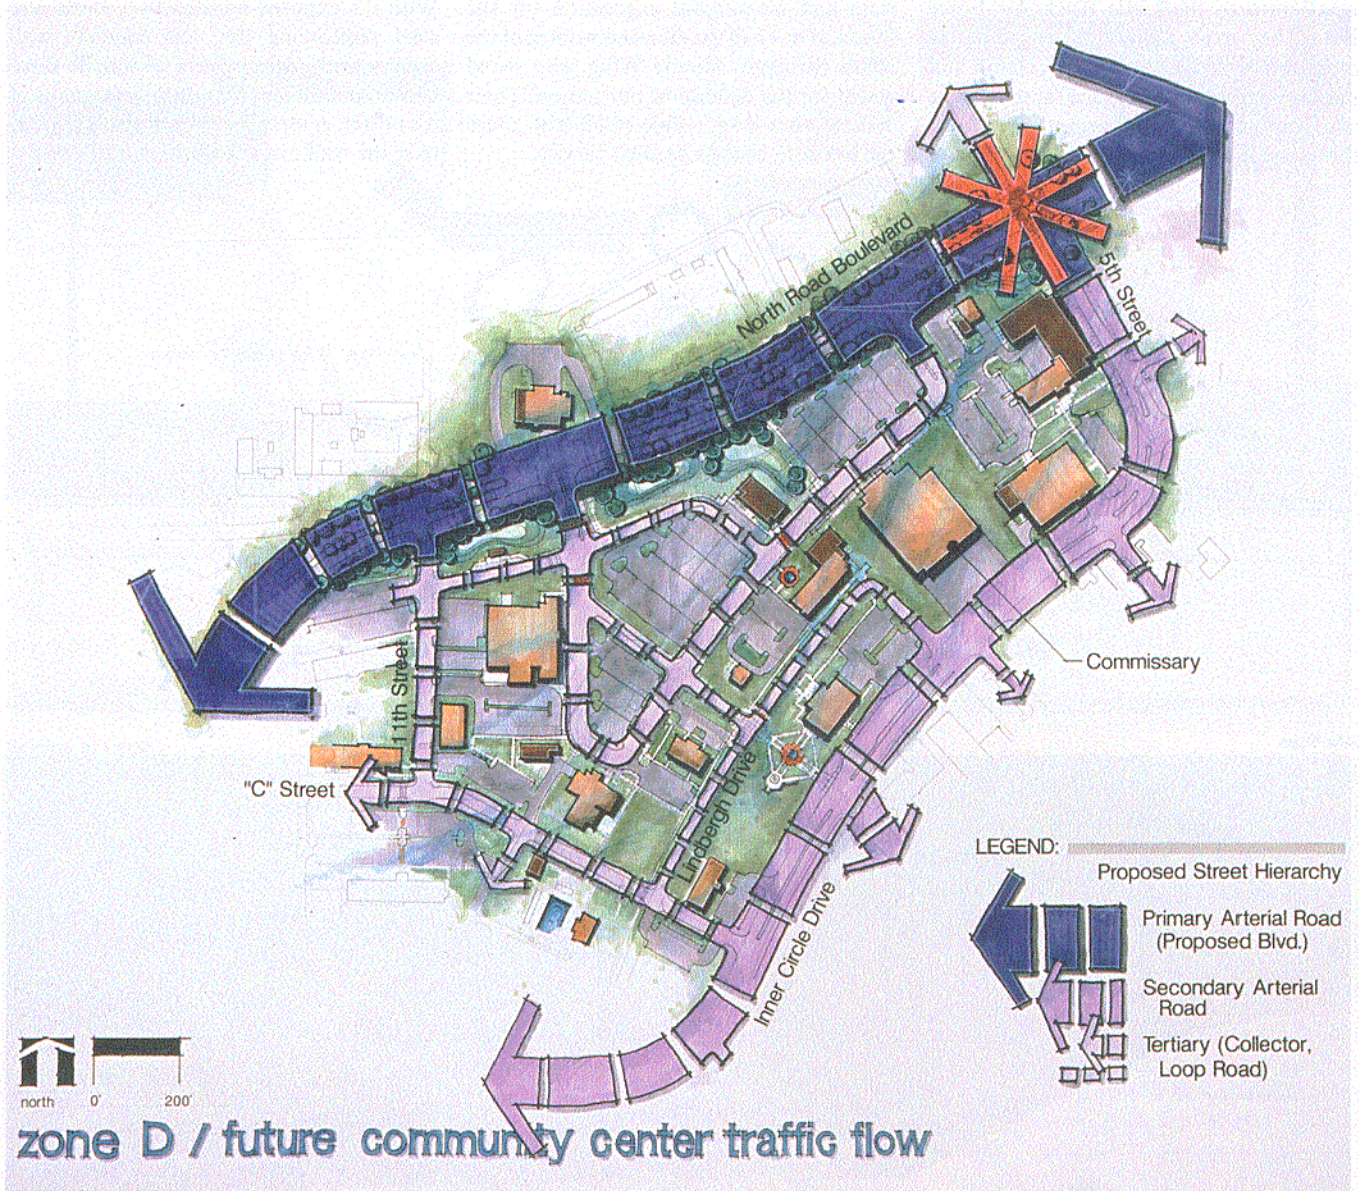 North Road Boulevard
5th Street
Commissary
11th Street
"C" Street
Lindbergh Drive
Inner Circle Drive
LEGEND:
Proposed Street Hierarchy
Primary Arterial Road
(Proposed Blvd.)
Secondary Arterial
Road
Tertiary (Collector,
Loop Road)
north 0' 200'
zone D / future community center traffic flow